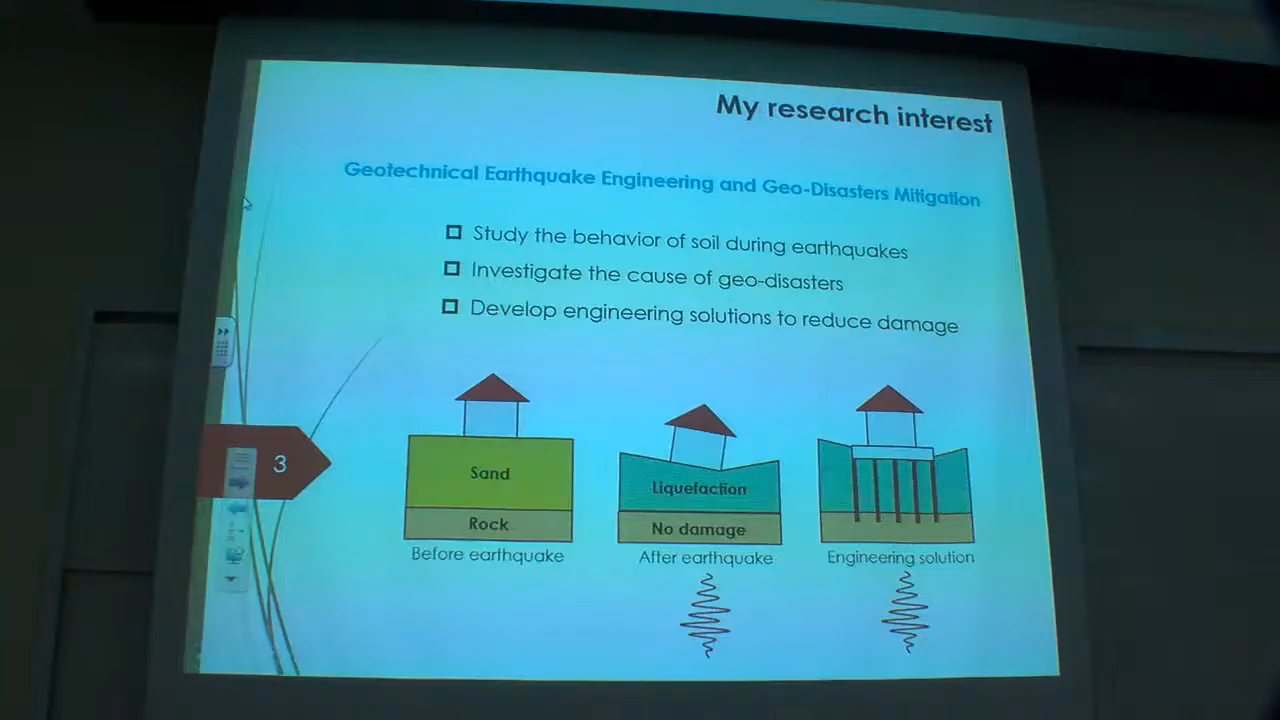 My research interest
Geotechnical Earthquake Engineering and Geo-Disasters Mitigation
Study the behavior of soil during earthquakes
Investigate the cause of geo-disasters
Develop engineering solutions to reduce damage
3
Sand
Rock
Before earthquake
Liquefaction
No damage
After earthquake
Engineering solution